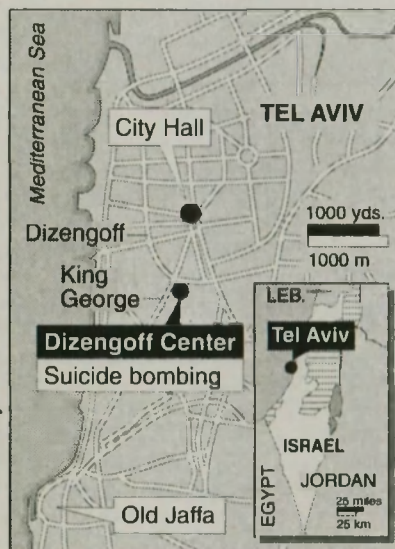 Mediterranean Sea
TEL AVIV
City Hall
Dizengoff
1000 yds.
1000 m
King
George
Dizengoff Center
Suicide bombing
LEB.
Tel Aviv
ISRAEL
JORDAN
EGYPT
25 miles
25 km
Old Jaffa